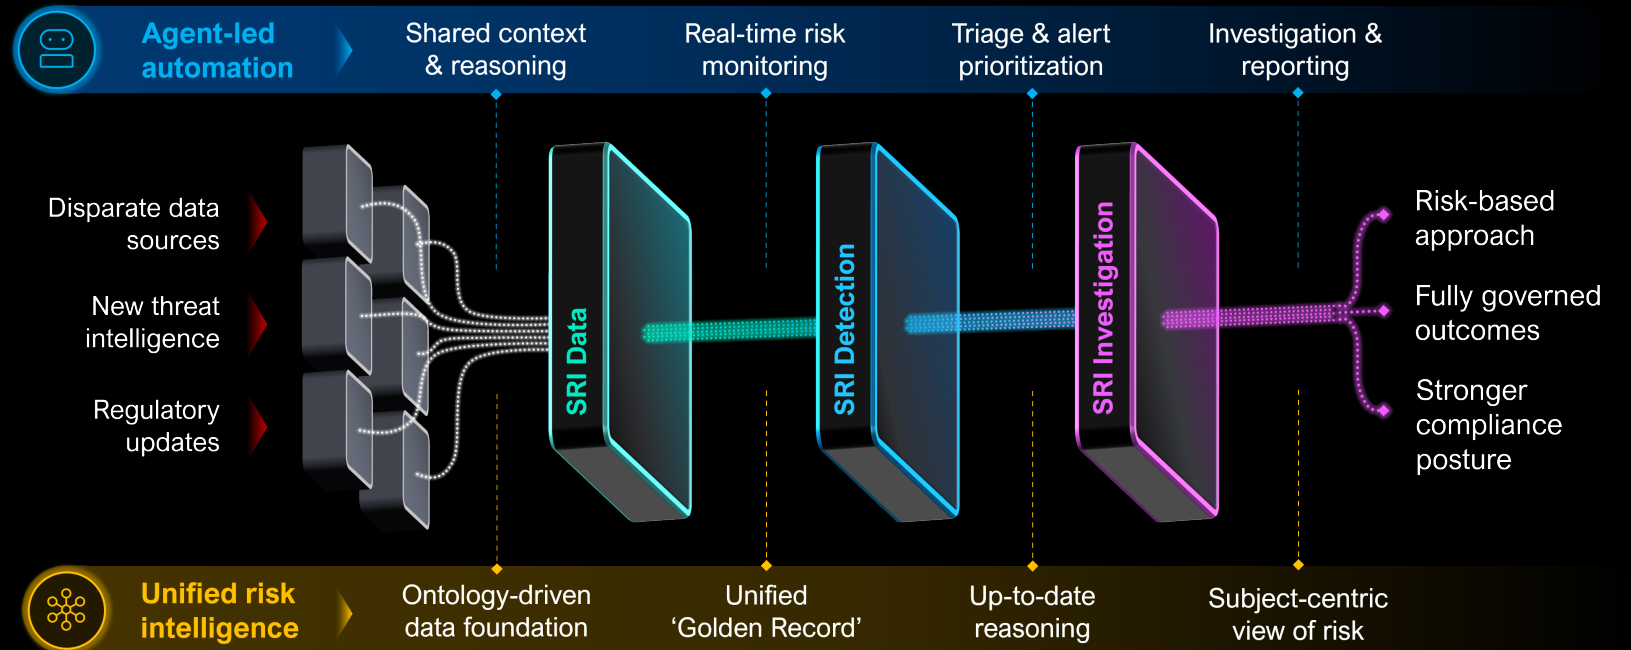 Agent-led
automation
Shared context
& reasoning
Real-time risk
monitoring
Triage & alert
prioritization
Investigation &
reporting
Disparate data
sources
New threat
intelligence
Regulatory
updates
SRI Data
SRI Detection
SRI Investigation
Risk-based
approach
Fully governed
outcomes
Stronger
compliance
posture
Unified risk
intelligence
Ontology-driven
data foundation
Unified
‘Golden Record’
Up-to-date
reasoning
Subject-centric
view of risk